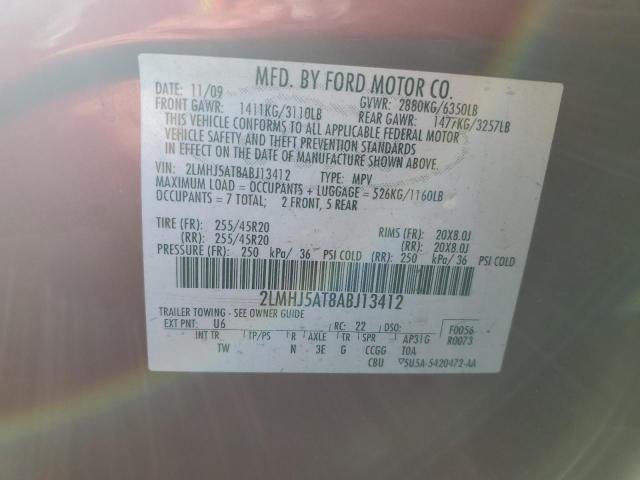 MFD. BY FORD MOTOR CO.
DATE: 11/09 GVWR: 2880KG/6350LB
FRONT GAWR: 1411KG/3110LB REAR GAWR: 1477KG/3257LB
THIS VEHICLE CONFORMS TO ALL APPLICABLE FEDERAL MOTOR
VEHICLE SAFETY AND THEFT PREVENTION STANDARDS
IN EFFECT ON THE DATE OF MANUFACTURE SHOWN ABOVE.
VIN: 2LMHJ5AT8ABJ13412 TYPE: MPV
MAXIMUM LOAD = OCCUPANTS + LUGGAGE = 526KG/1160LB
OCCUPANTS = 7 TOTAL; 2 FRONT, 5 REAR
TIRE (FR): 255/45R20 RIMS (FR): 20X8.0J
(RR): 255/45R20 (RR): 20X8.0J
PRESSURE (FR): 250 kPa/ 36 PSI COLD (RR): 250 kPa/ 36 PSI COLD
2LMHJ5AT8ABJ13412
TRAILER TOWING - SEE OWNER GUIDE
EXT PNT: U6 RC: 22 DSO: F0056
INT TR TP/PS R AXLE TR SPR AP31G R0073
TW N 3E G CCGG T0A
CBU ▽5U5A-5420472-AA